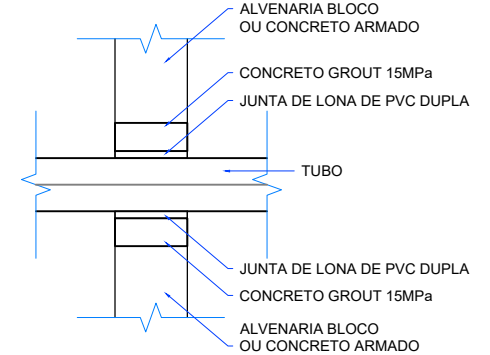 ALVENARIA BLOCO
OU CONCRETO ARMADO
CONCRETO GROUT 15MPa
JUNTA DE LONA DE PVC DUPLA
TUBO
JUNTA DE LONA DE PVC DUPLA
CONCRETO GROUT 15MPa
ALVENARIA BLOCO
OU CONCRETO ARMADO